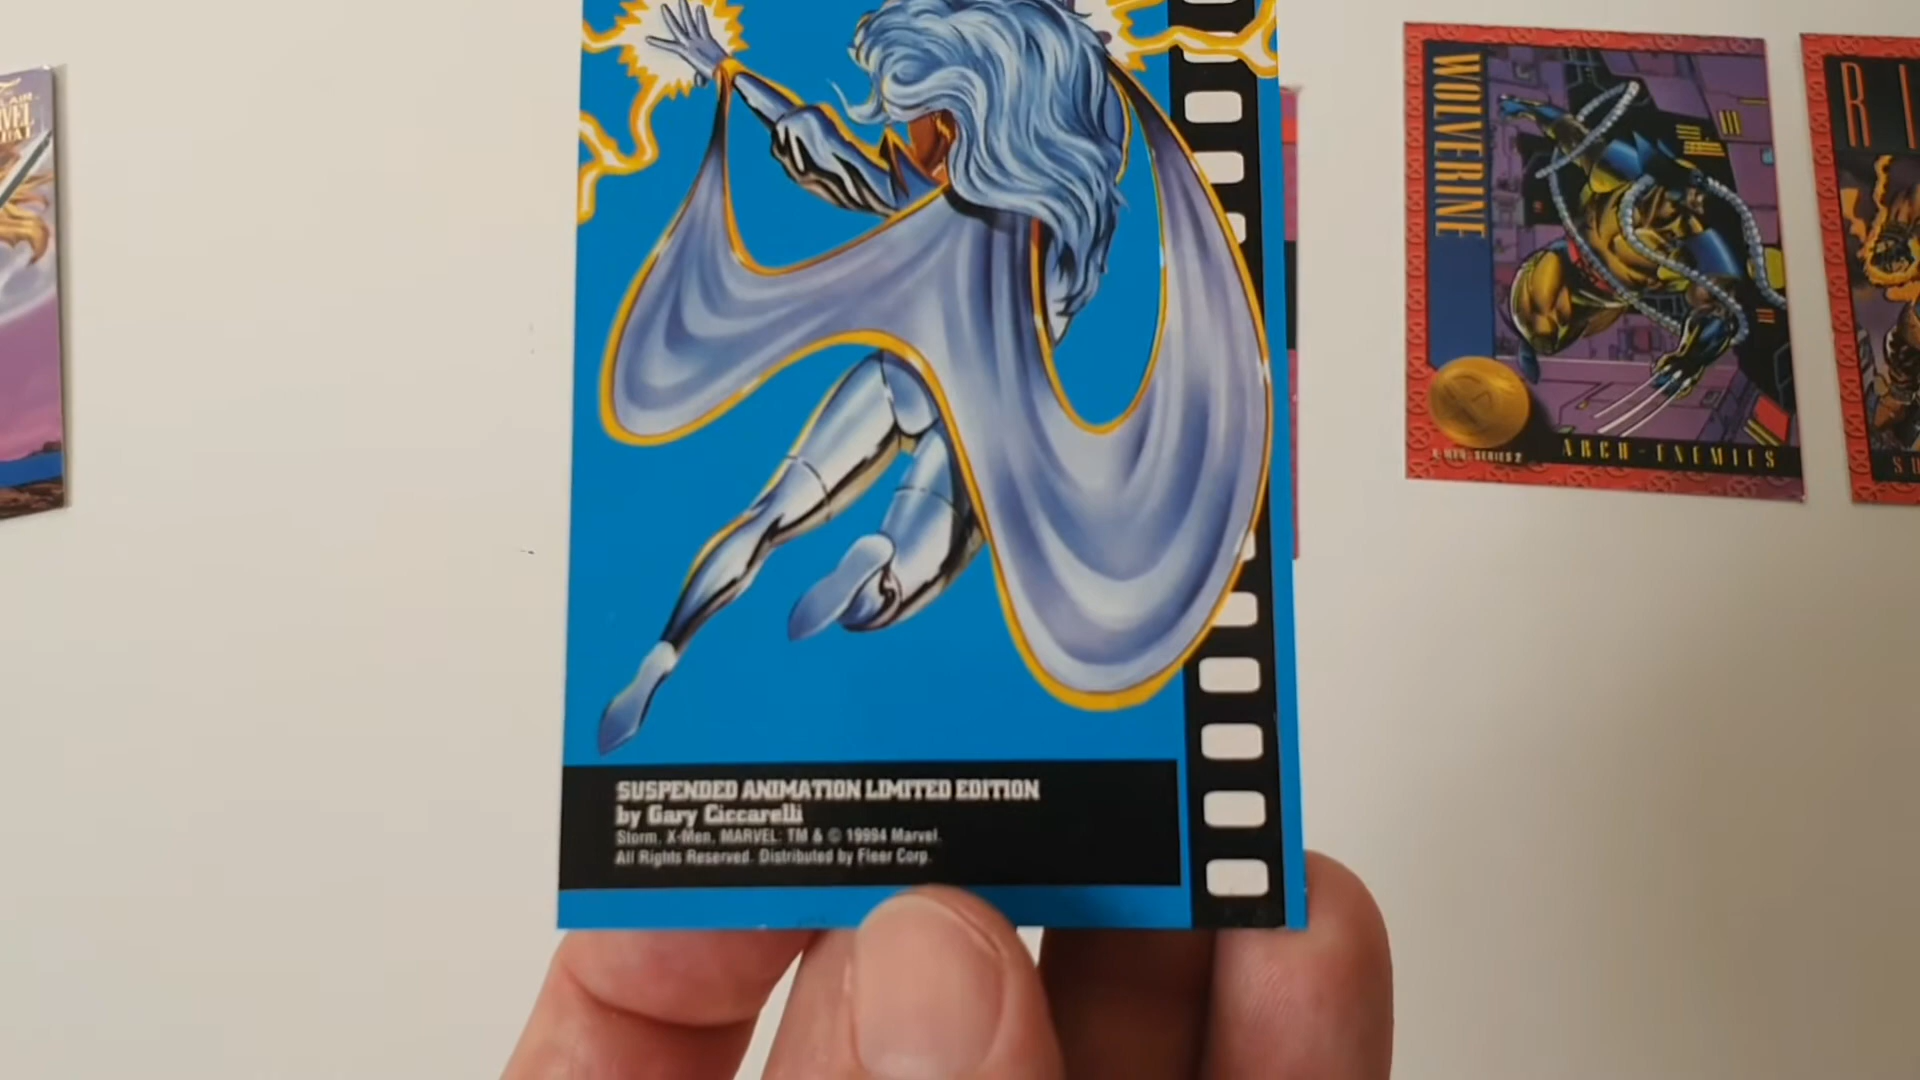 SUSPENDED ANIMATION LIMITED EDITION
by Gary Ciccarelli
Storm, X-Men, MARVEL: TM & © 19994 Marvel.
All Rights Reserved. Distributed by Fleer Corp.
WOLVERINE
X-MEN: SERIES 2
ARCH-ENEMIES
R I
SU